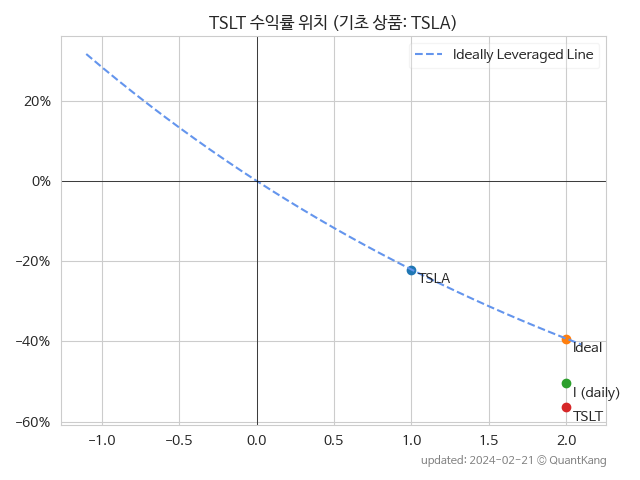 TSLT 수익률 위치 (기초 상품: TSLA)
Ideally Leveraged Line
20%
0%
−20%
−40%
−60%
TSLA
Ideal
I (daily)
TSLT
−1.0 −0.5 0.0 0.5 1.0 1.5 2.0
updated: 2024-02-21 © QuantKang